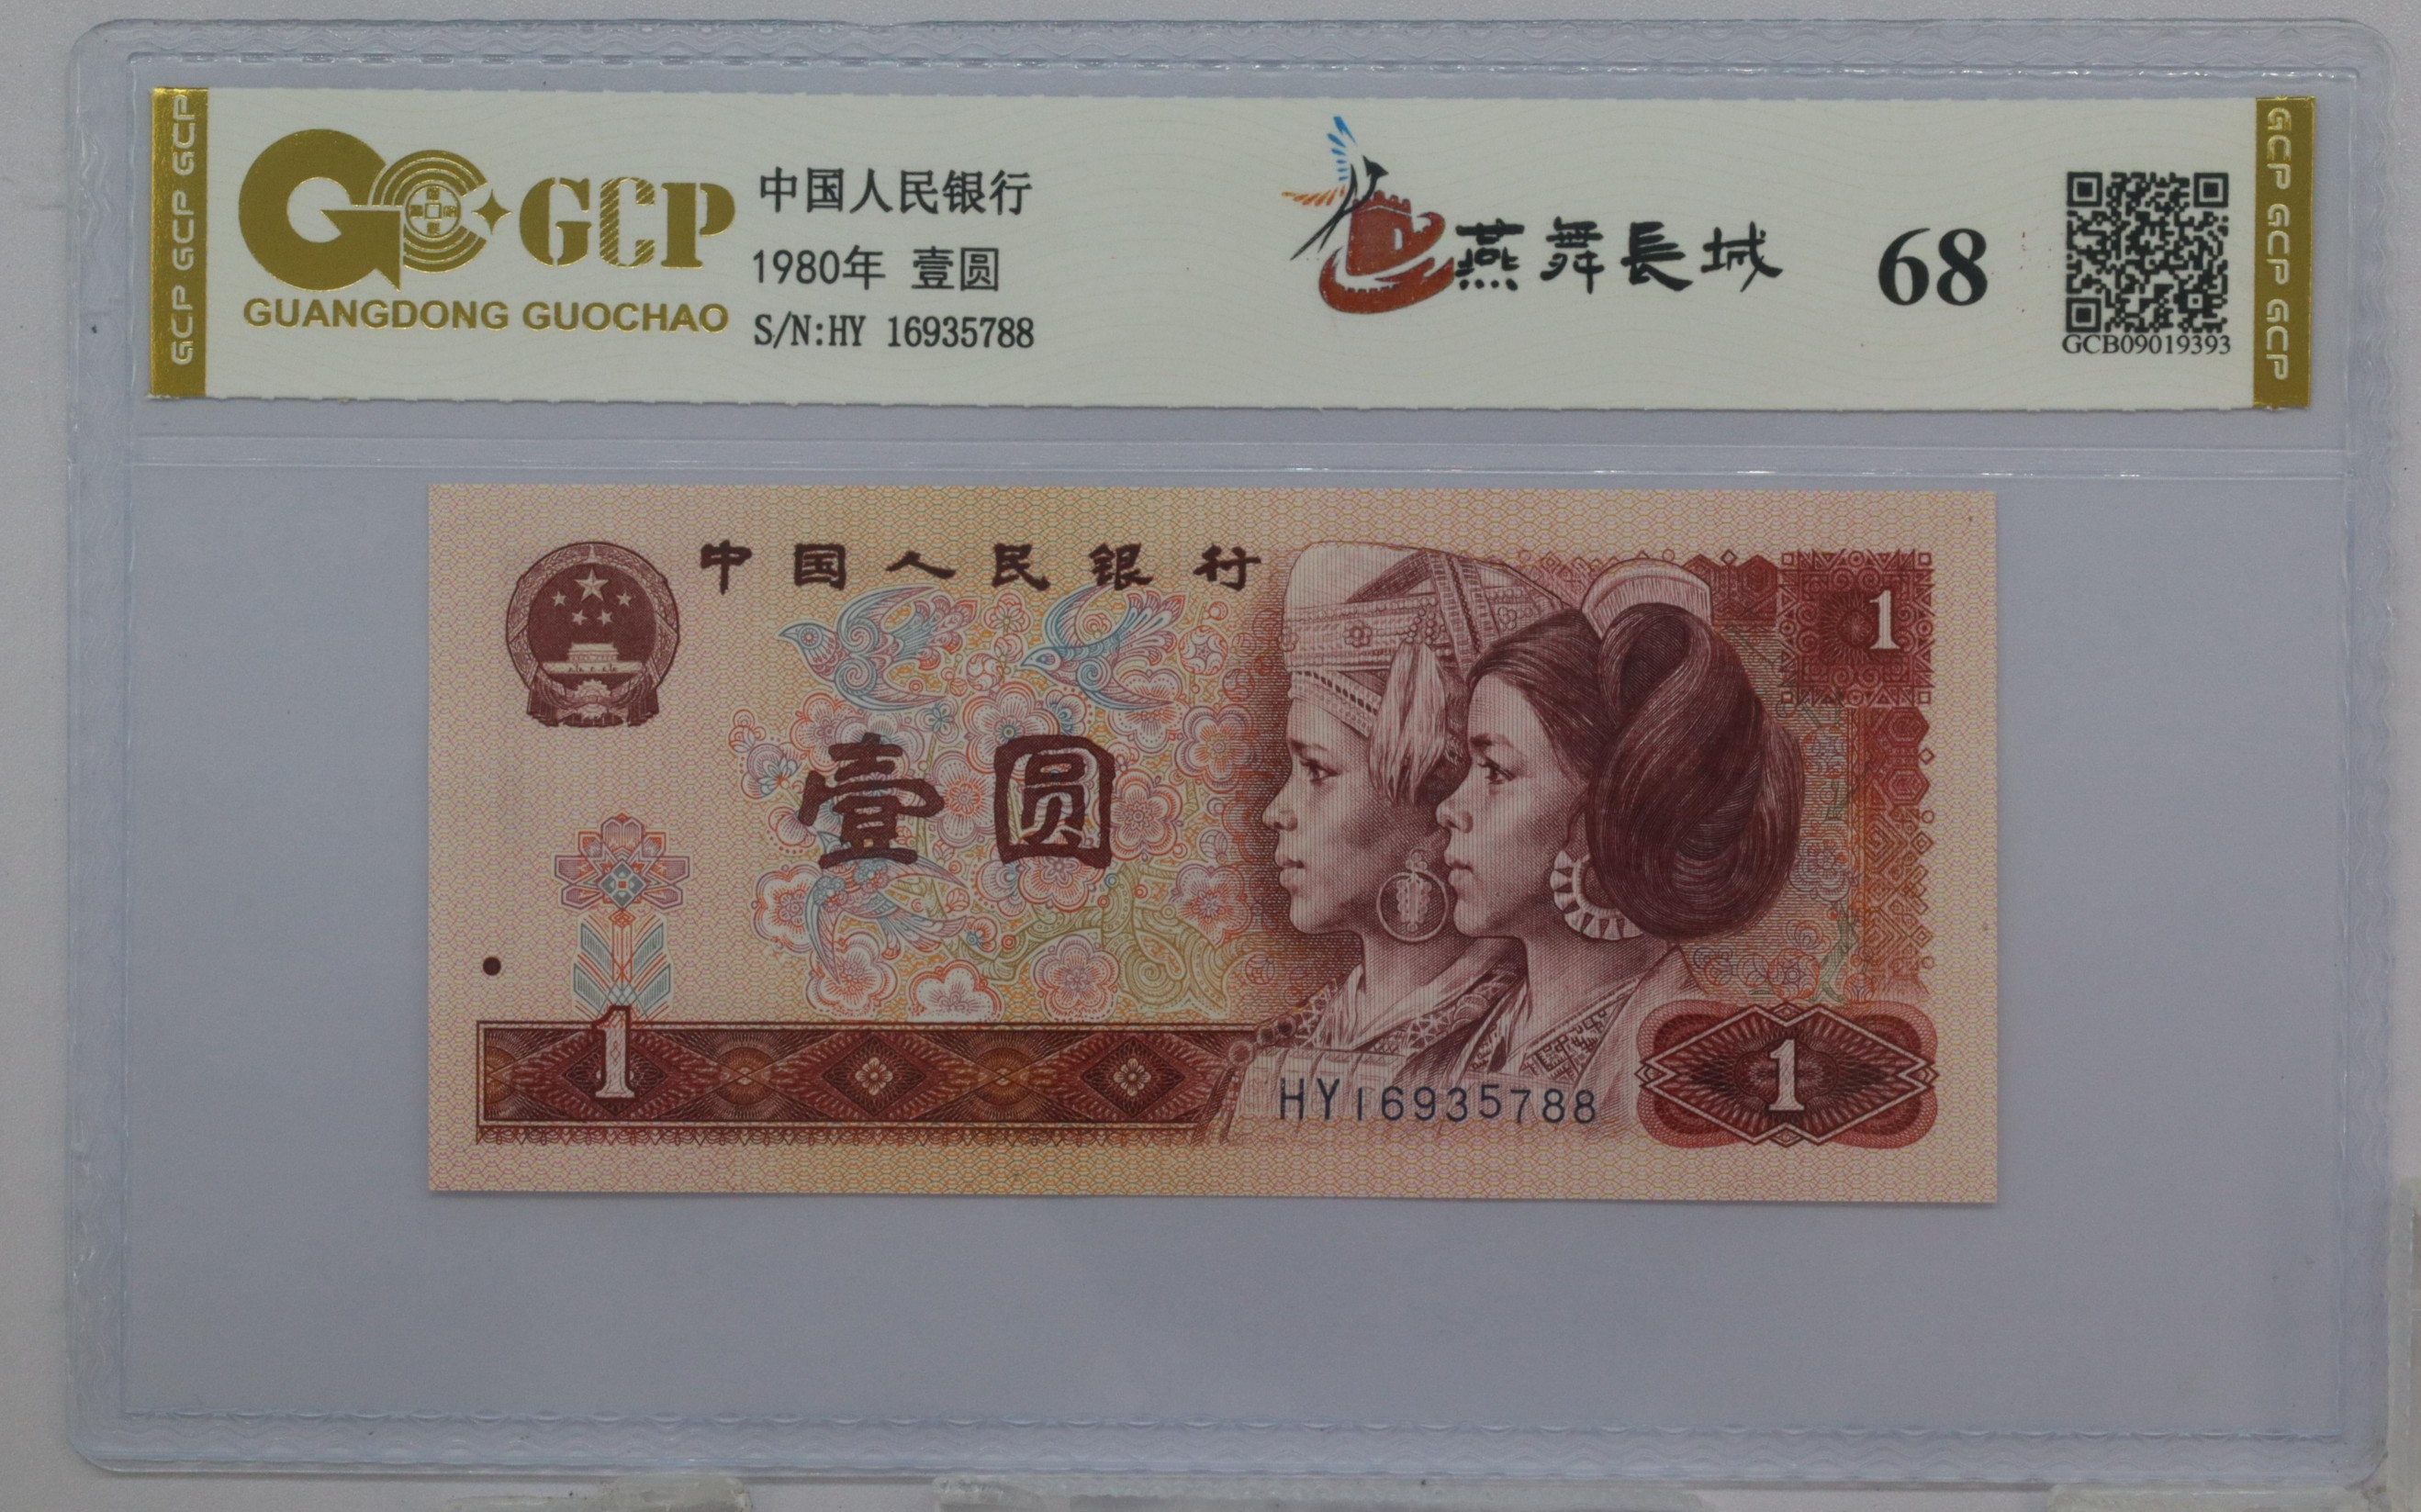 GCP GCP GCP
GCP
GUANGDONG GUOCHAO
中国人民银行
1980年 壹圆
S/N:HY 16935788
燕舞長城
68
GCB09019393
GCP GCP GCP
中国人民银行
1
壹圆
1
HY16935788
1